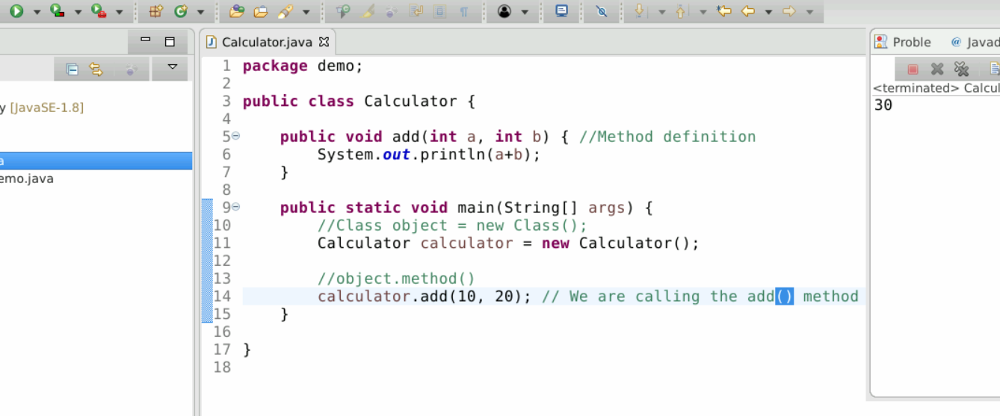 Calculator.java
Proble @ Javad
y [JavaSE-1.8]
a
emo.java
1 package demo;
2
3 public class Calculator {
4
5 public void add(int a, int b) { //Method definition
6 System.out.println(a+b);
7 }
8
9 public static void main(String[] args) {
10 //Class object = new Class();
11 Calculator calculator = new Calculator();
12
13 //object.method()
14 calculator.add(10, 20); // We are calling the add() method
15 }
16
17 }
18
<terminated> Calcul
30